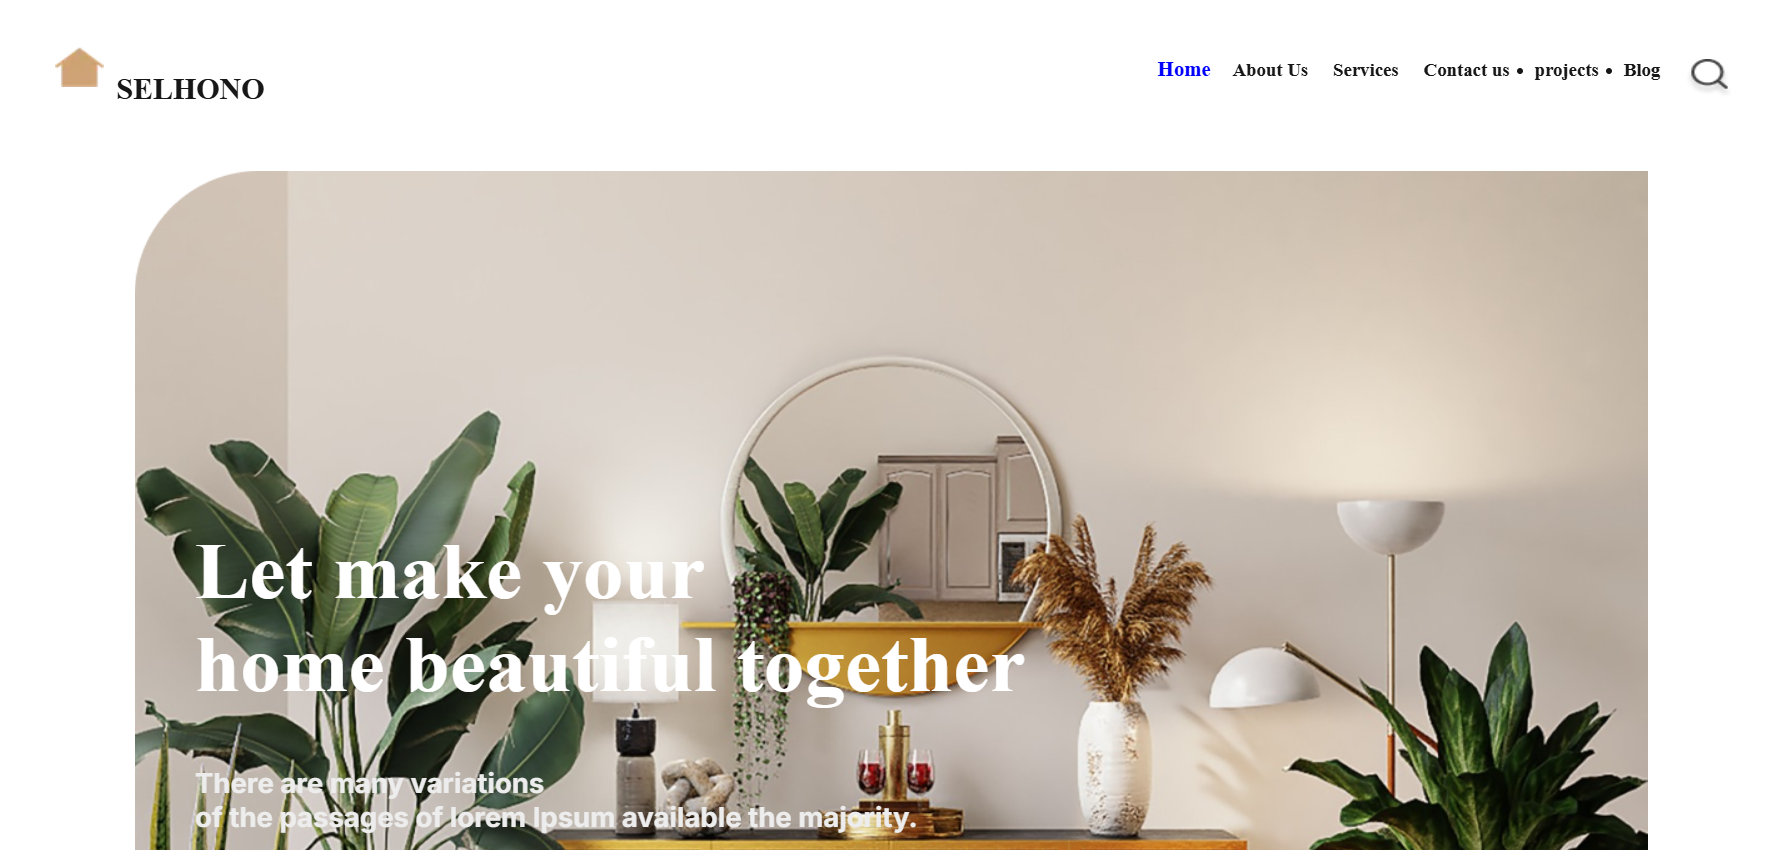 SELHONO
Home About Us Services Contact us • projects • Blog
Let make your
home beautiful together
There are many variations
of the passages of lorem Ipsum available the majority.